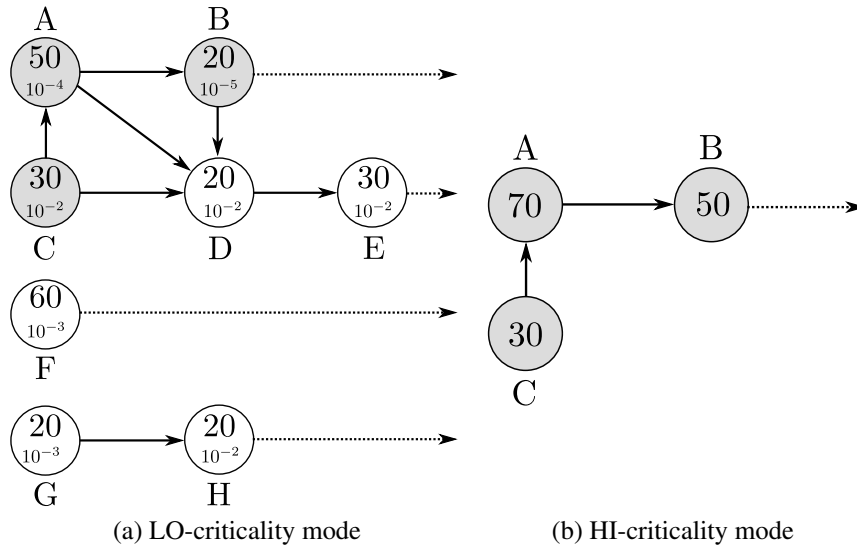 A B
50 20
10⁻⁴ 10⁻⁵
30 20 30
10⁻² 10⁻² 10⁻²
C D E
60
10⁻³
F
20 20
10⁻³ 10⁻²
G H
(a) LO-criticality mode
A B
70 50
30
C
(b) HI-criticality mode